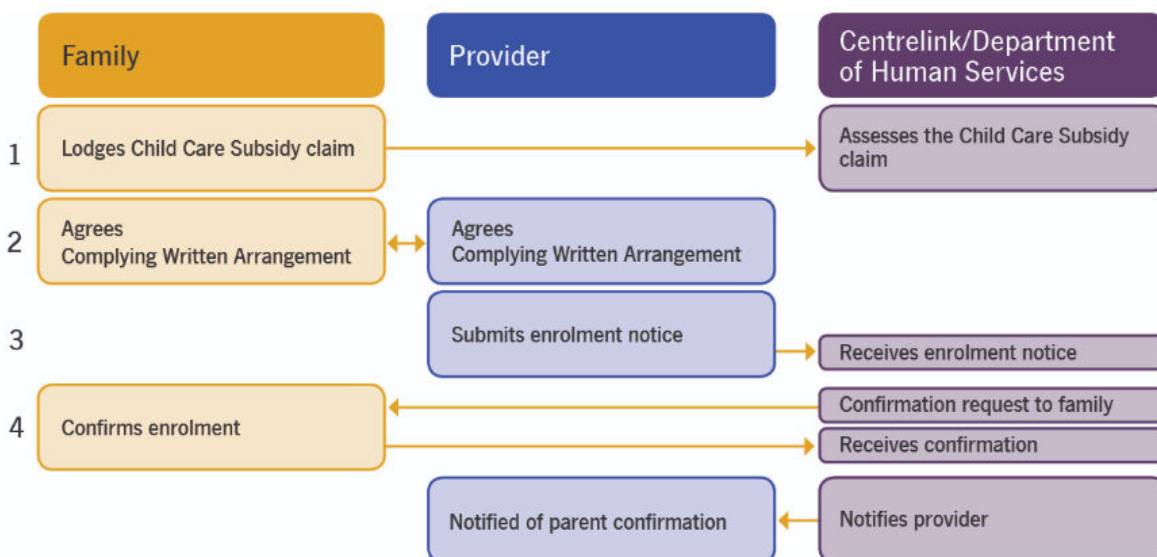 Family
Provider
Centrelink/Department
of Human Services
1
Lodges Child Care Subsidy claim
Assesses the Child Care Subsidy
claim
2
Agrees
Complying Written Arrangement
Agrees
Complying Written Arrangement
3
Submits enrolment notice
Receives enrolment notice
4
Confirms enrolment
Confirmation request to family
Receives confirmation
Notified of parent confirmation
Notifies provider